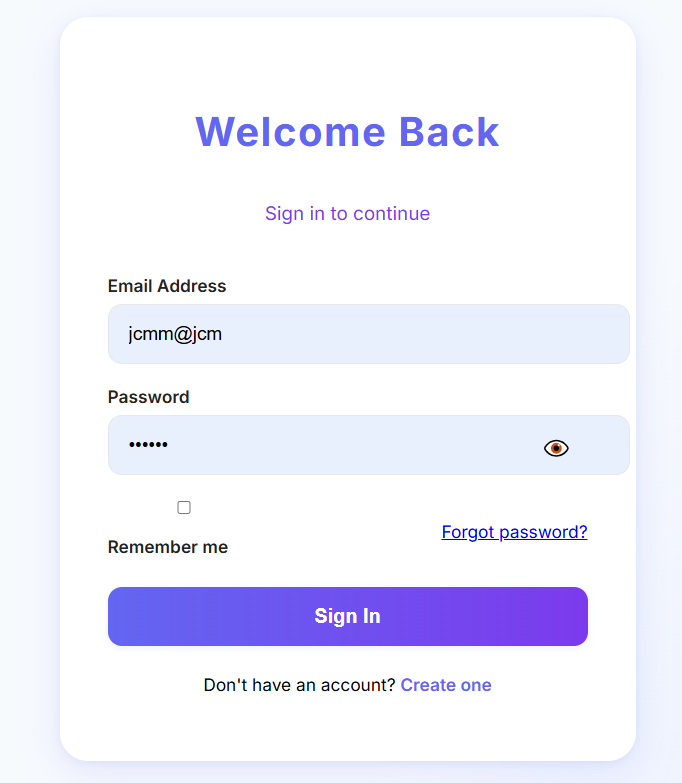 Welcome Back
Sign in to continue
Email Address
jcmm@jcm
Password
••••••
Forgot password?
Remember me
Sign In
Don't have an account? Create one